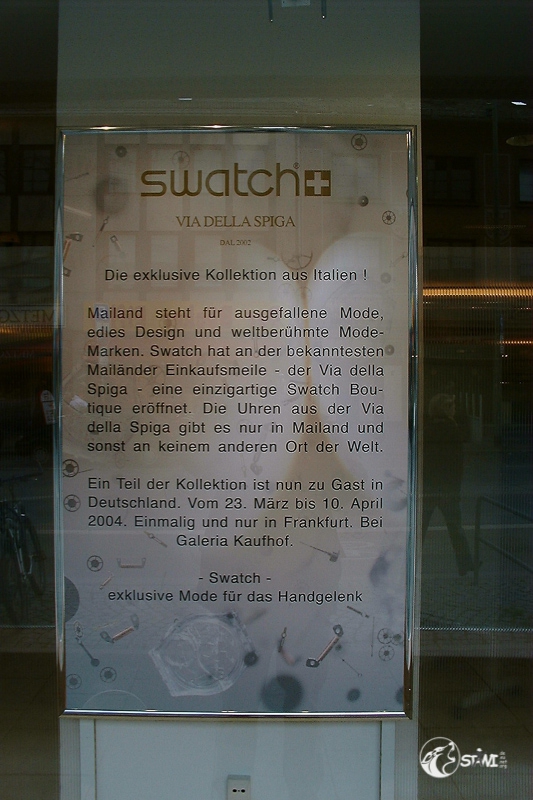 swatch®
VIA DELLA SPIGA
DAL 2002
Die exklusive Kollektion aus Italien !
Mailand steht für ausgefallene Mode,
edles Design und weltberühmte Mode-
Marken. Swatch hat an der bekanntesten
Mailänder Einkaufsmeile - der Via della
Spiga - eine einzigartige Swatch Bou-
tique eröffnet. Die Uhren aus der Via
della Spiga gibt es nur in Mailand und
sonst an keinem anderen Ort der Welt.
Ein Teil der Kollektion ist nun zu Gast in
Deutschland. Vom 23. März bis 10. April
2004. Einmalig und nur in Frankfurt. Bei
Galeria Kaufhof.
- Swatch -
exklusive Mode für das Handgelenk